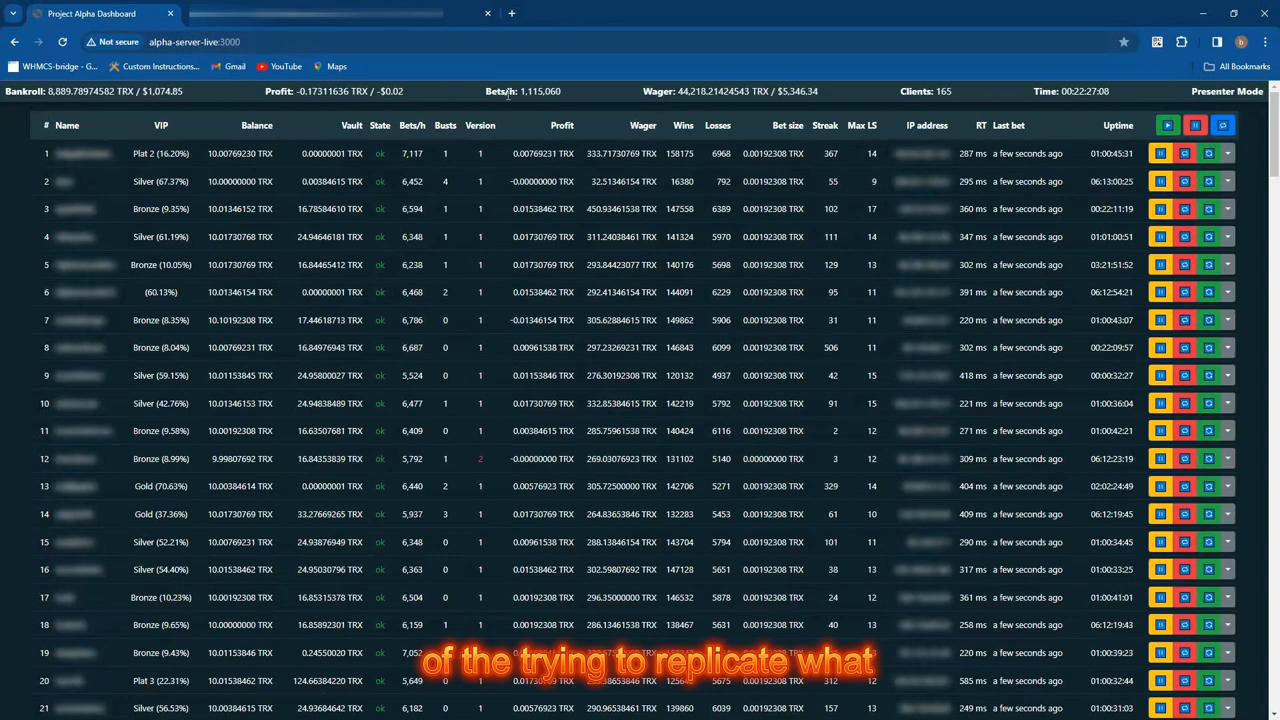 Project Alpha Dashboard
Not secure alpha-server-live:3000
WHMCS-bridge - G... Custom Instructions... Gmail YouTube Maps All Bookmarks
Bankroll: 8,889.78974582 TRX / $1,074.85 Profit: -0.17311636 TRX / -$0.02 Bets/h: 1,115,060 Wager: 44,218.21424543 TRX / $5,346.34 Clients: 165 Time: 00:22:27:08 Presenter Mode
# Name VIP Balance Vault State Bets/h Busts Version Profit Wager Wins Losses Bet size Streak Max LS IP address RT Last bet Uptime
1 Plat 2 (16.20%) 10.00769230 TRX 0.00000001 TRX ok 7,117 1 769231 TRX 333.71730769 TRX 158175 6968 0.00192308 TRX 367 14 287 ms a few seconds ago 01:00:45:31
2 Silver (67.37%) 10.00000000 TRX 0.00384615 TRX ok 6,452 4 0000 TRX 32.51346154 TRX 16380 792 0.00192308 TRX 55 9 295 ms a few seconds ago 06:13:00:25
3 Bronze (9.35%) 10.01346152 TRX 16.78584610 TRX ok 6,594 1 1 0.01538462 TRX 450.93461538 TRX 147558 6389 0.00192308 TRX 102 17 360 ms a few seconds ago 00:22:11:19
4 Silver (61.19%) 10.01730768 TRX 24.94646181 TRX ok 6,348 1 1 0.01730769 TRX 311.24038461 TRX 141324 5970 0.00192308 TRX 111 14 347 ms a few seconds ago 01:01:00:51
5 Bronze (10.05%) 10.01730769 TRX 16.84465412 TRX ok 6,238 1 1 0.01730769 TRX 293.84423077 TRX 140176 5698 0.00192308 TRX 129 13 302 ms a few seconds ago 03:21:51:52
6 (60.13%) 10.01346154 TRX 0.00000001 TRX ok 6,468 2 1 0.01538462 TRX 292.41346154 TRX 144091 6229 0.00192308 TRX 95 11 391 ms a few seconds ago 06:12:54:21
7 Bronze (8.35%) 10.10192308 TRX 17.44618713 TRX ok 6,786 0 1 -0.01346154 TRX 305.62884615 TRX 149862 5906 0.00192308 TRX 31 11 220 ms a few seconds ago 01:00:43:07
8 Bronze (8.04%) 10.00769231 TRX 16.84976943 TRX ok 6,687 0 1 0.00961538 TRX 297.23269231 TRX 146843 6099 0.00192308 TRX 506 11 302 ms a few seconds ago 00:22:09:57
9 Silver (59.15%) 10.01153845 TRX 24.95800027 TRX ok 5,524 0 1 0.01153846 TRX 276.30192308 TRX 120132 4937 0.00192308 TRX 42 15 418 ms a few seconds ago 00:00:32:27
10 Silver (42.76%) 10.01346153 TRX 24.94838489 TRX ok 6,477 1 1 0.01730769 TRX 332.85384615 TRX 142219 5792 0.00192308 TRX 91 15 221 ms a few seconds ago 01:00:36:04
11 Bronze (9.58%) 10.00192308 TRX 16.63507681 TRX ok 6,409 0 1 0.00192308 TRX 285.75961538 TRX 140424 6116 0.00192308 TRX 2 12 271 ms a few seconds ago 01:00:42:21
12 Bronze (8.99%) 9.99807692 TRX 16.84353839 TRX ok 5,792 1 2 -0.00000000 TRX 269.03076923 TRX 131102 5140 0.00000000 TRX 3 12 309 ms a few seconds ago 06:12:23:19
13 Gold (70.63%) 10.00384614 TRX 0.00000001 TRX ok 6,440 2 1 0.00576923 TRX 305.72500000 TRX 142706 5271 0.00192308 TRX 329 14 404 ms a few seconds ago 02:02:24:49
14 Gold (37.36%) 10.01730769 TRX 33.27669265 TRX ok 5,937 1 1 0.00576923 TRX 264.83634615 TRX 132283 5453 0.00192308 TRX 61 10 409 ms a few seconds ago 06:12:19:45
15 Silver (52.21%) 10.00769231 TRX 24.93876949 TRX ok 6,348 1 1 0.00769231 TRX 288.13846154 TRX 143704 5794 0.00192308 TRX 101 11 290 ms a few seconds ago 01:00:34:45
16 Silver (54.40%) 10.01538462 TRX 24.95030796 TRX ok 6,363 0 1 0.01538462 TRX 302.59807692 TRX 147128 5651 0.00192308 TRX 38 13 317 ms a few seconds ago 01:00:33:25
17 Bronze (10.23%) 10.00192308 TRX 16.85315378 TRX ok 6,504 0 1 0.00192308 TRX 296.35000000 TRX 146532 5878 0.00192308 TRX 24 12 361 ms a few seconds ago 01:00:41:01
18 Bronze (9.65%) 10.00000000 TRX 16.85892301 TRX ok 6,159 1 1 0.00192308 TRX 286.13846154 TRX 138218 5631 0.00192308 TRX 40 13 258 ms a few seconds ago 06:12:19:43
19 Bronze (9.43%) 10.00192308 TRX 0.24550020 TRX ok 7,052 0 223 ms a few seconds ago 01:00:39:23
20 Plat 3 (22.31%) 10.00192308 TRX 124.66384230 TRX ok 5,649 585 ms a few seconds ago 01:00:32:44
21 Silver (56.53%) 10.01730768 TRX 24.93684642 TRX ok 6,182 0 1 290.96538461 TRX 139810 6039 0.00192308 TRX 157 13 249 ms a few seconds ago 01:00:31:03
of the trying to replicate what